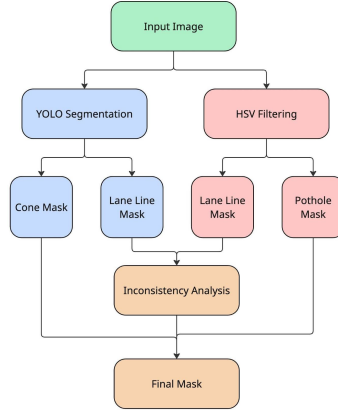 Input Image
YOLO Segmentation
HSV Filtering
Cone Mask
Lane Line
Mask
Lane Line
Mask
Pothole
Mask
Inconsistency Analysis
Final Mask